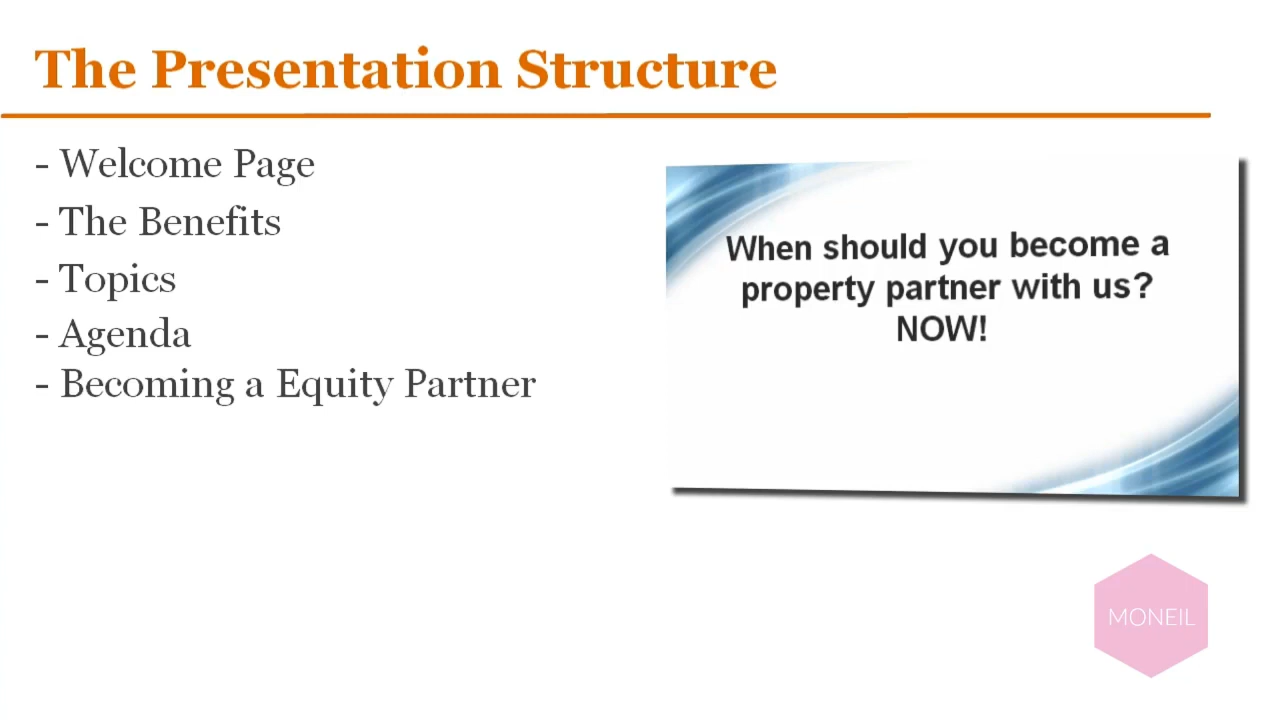 The Presentation Structure
- Welcome Page
- The Benefits
- Topics
- Agenda
- Becoming a Equity Partner
When should you become a
property partner with us?
NOW!
MONEIL